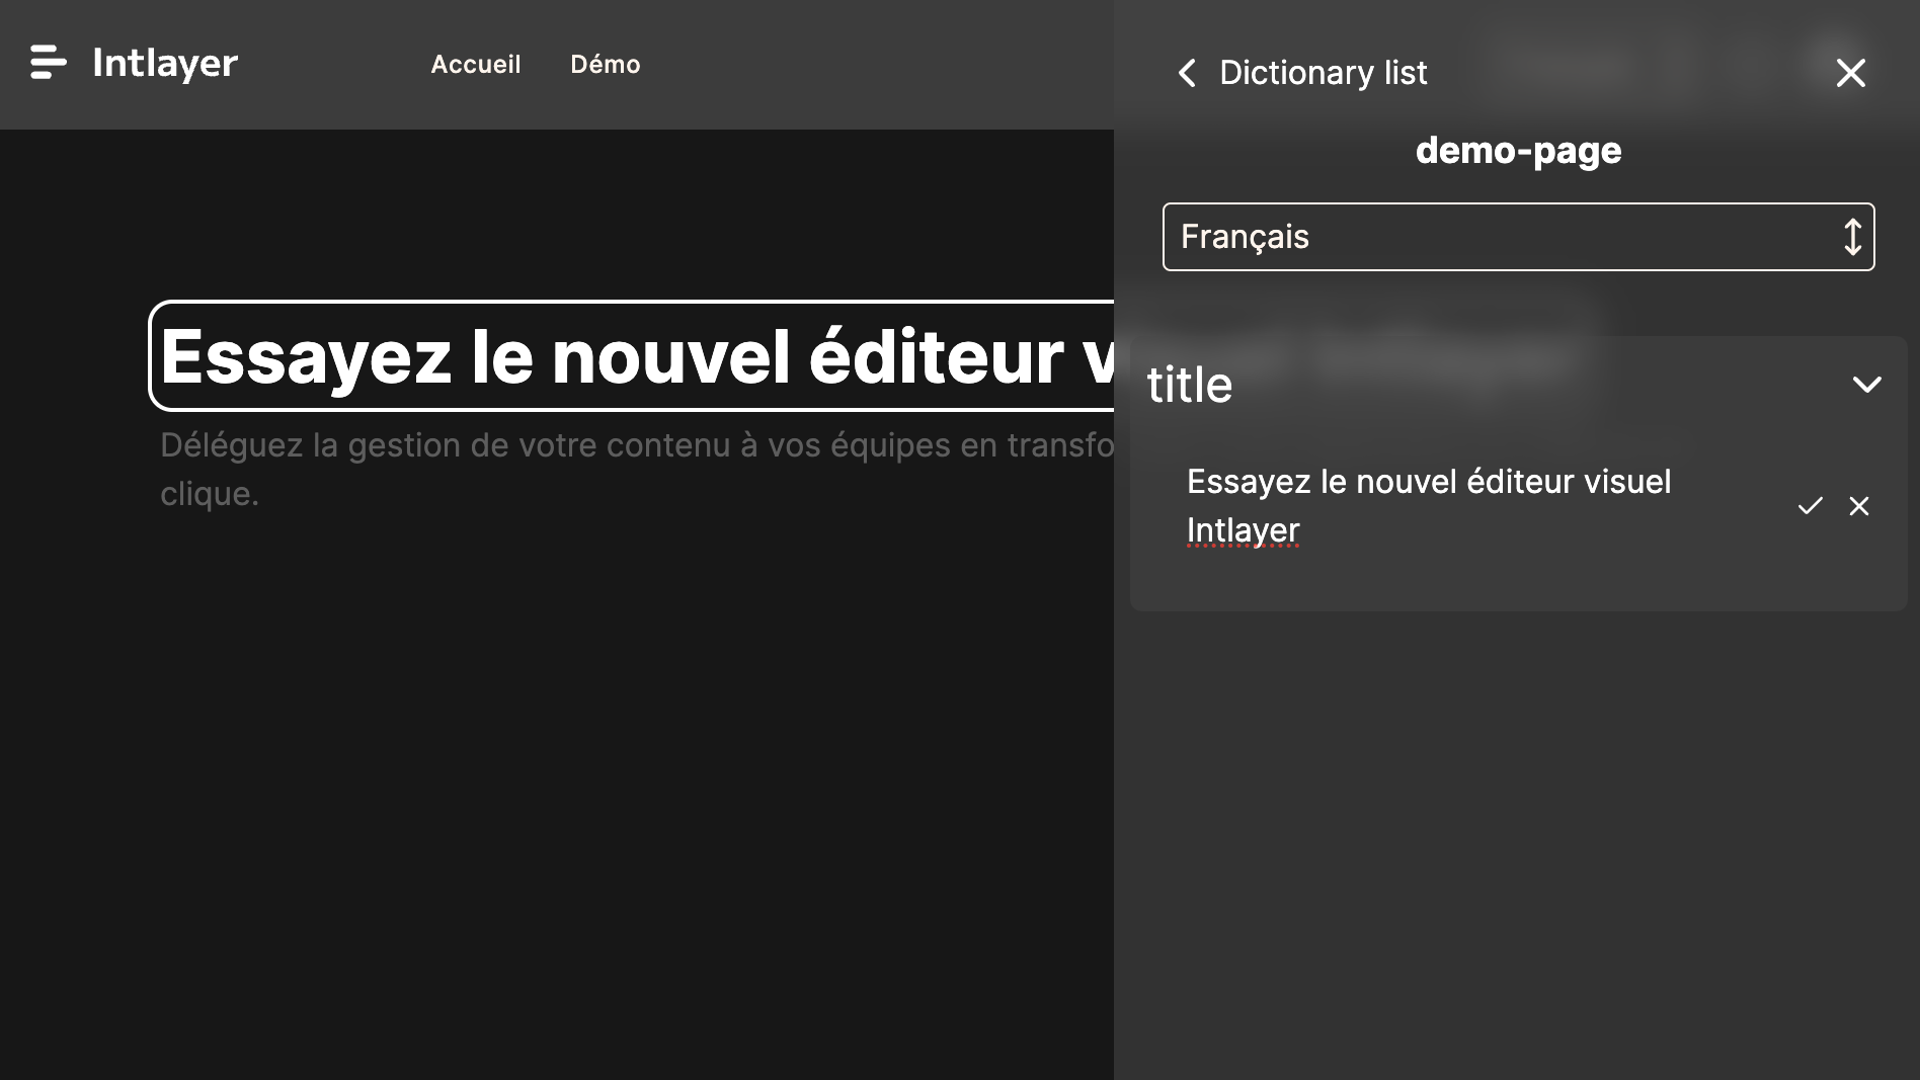 Intlayer
Accueil
Démo
Essayez le nouvel éditeur
Déléguez la gestion de votre contenu à vos équipes en transfo
clique.
Dictionary list
demo-page
Français
title
Essayez le nouvel éditeur visuel
Intlayer